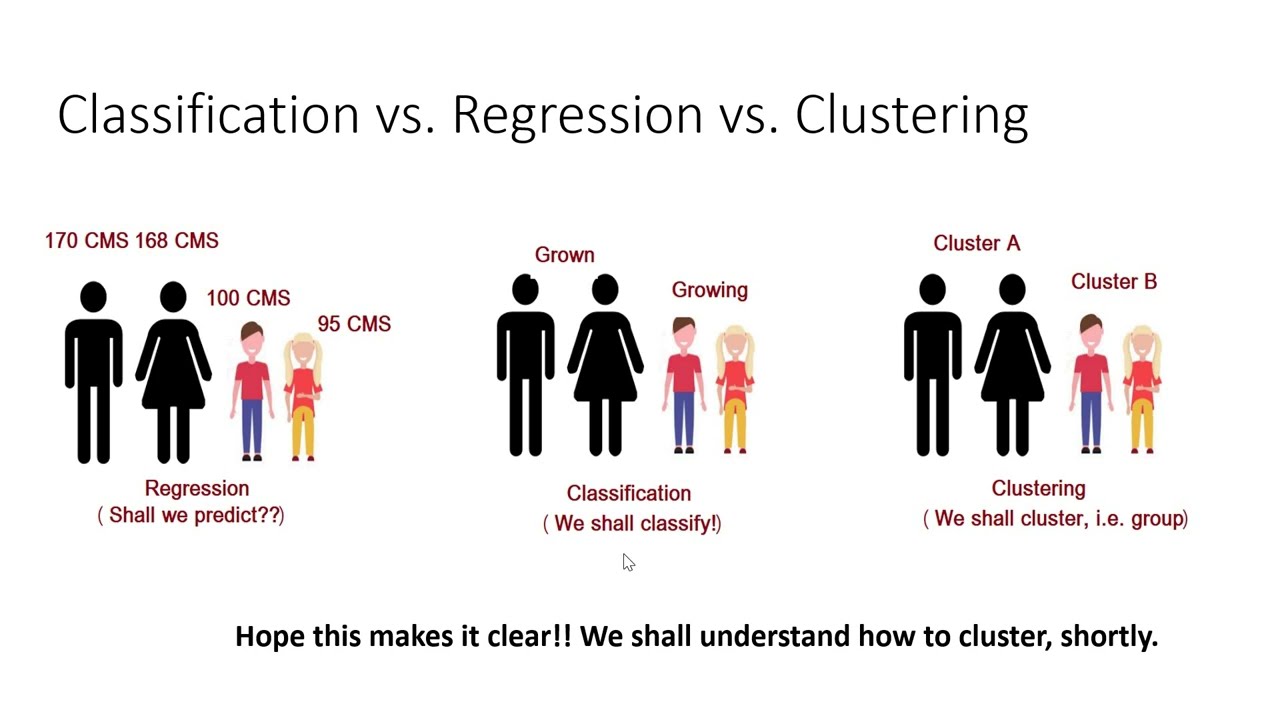 Classification vs. Regression vs. Clustering
170 CMS 168 CMS
100 CMS
95 CMS
Regression
( Shall we predict??)
Grown
Growing
Classification
( We shall classify!)
Cluster A
Cluster B
Clustering
( We shall cluster, i.e. group)
Hope this makes it clear!! We shall understand how to cluster, shortly.